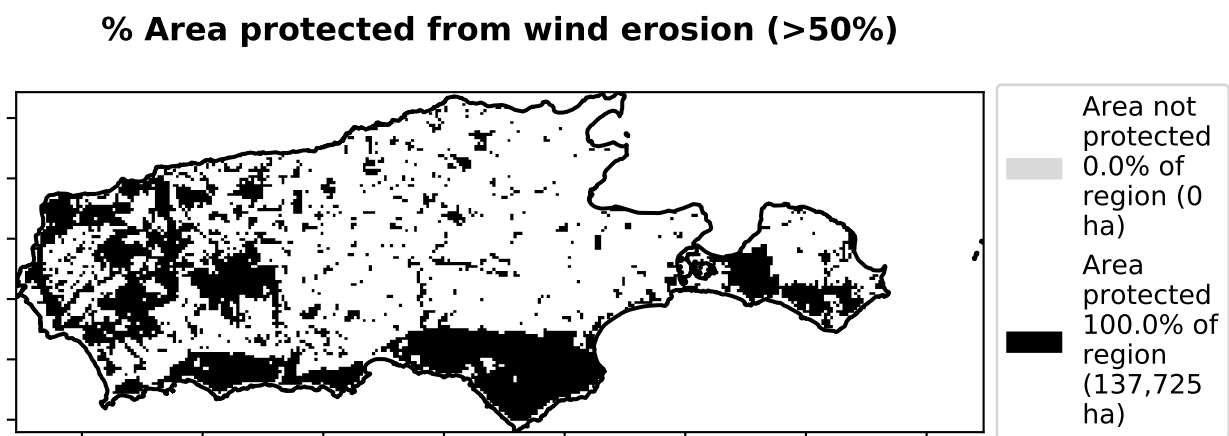 % Area protected from wind erosion (>50%)
Area not
protected
0.0% of
region (0
ha)
Area
protected
100.0% of
region
(137,725
ha)